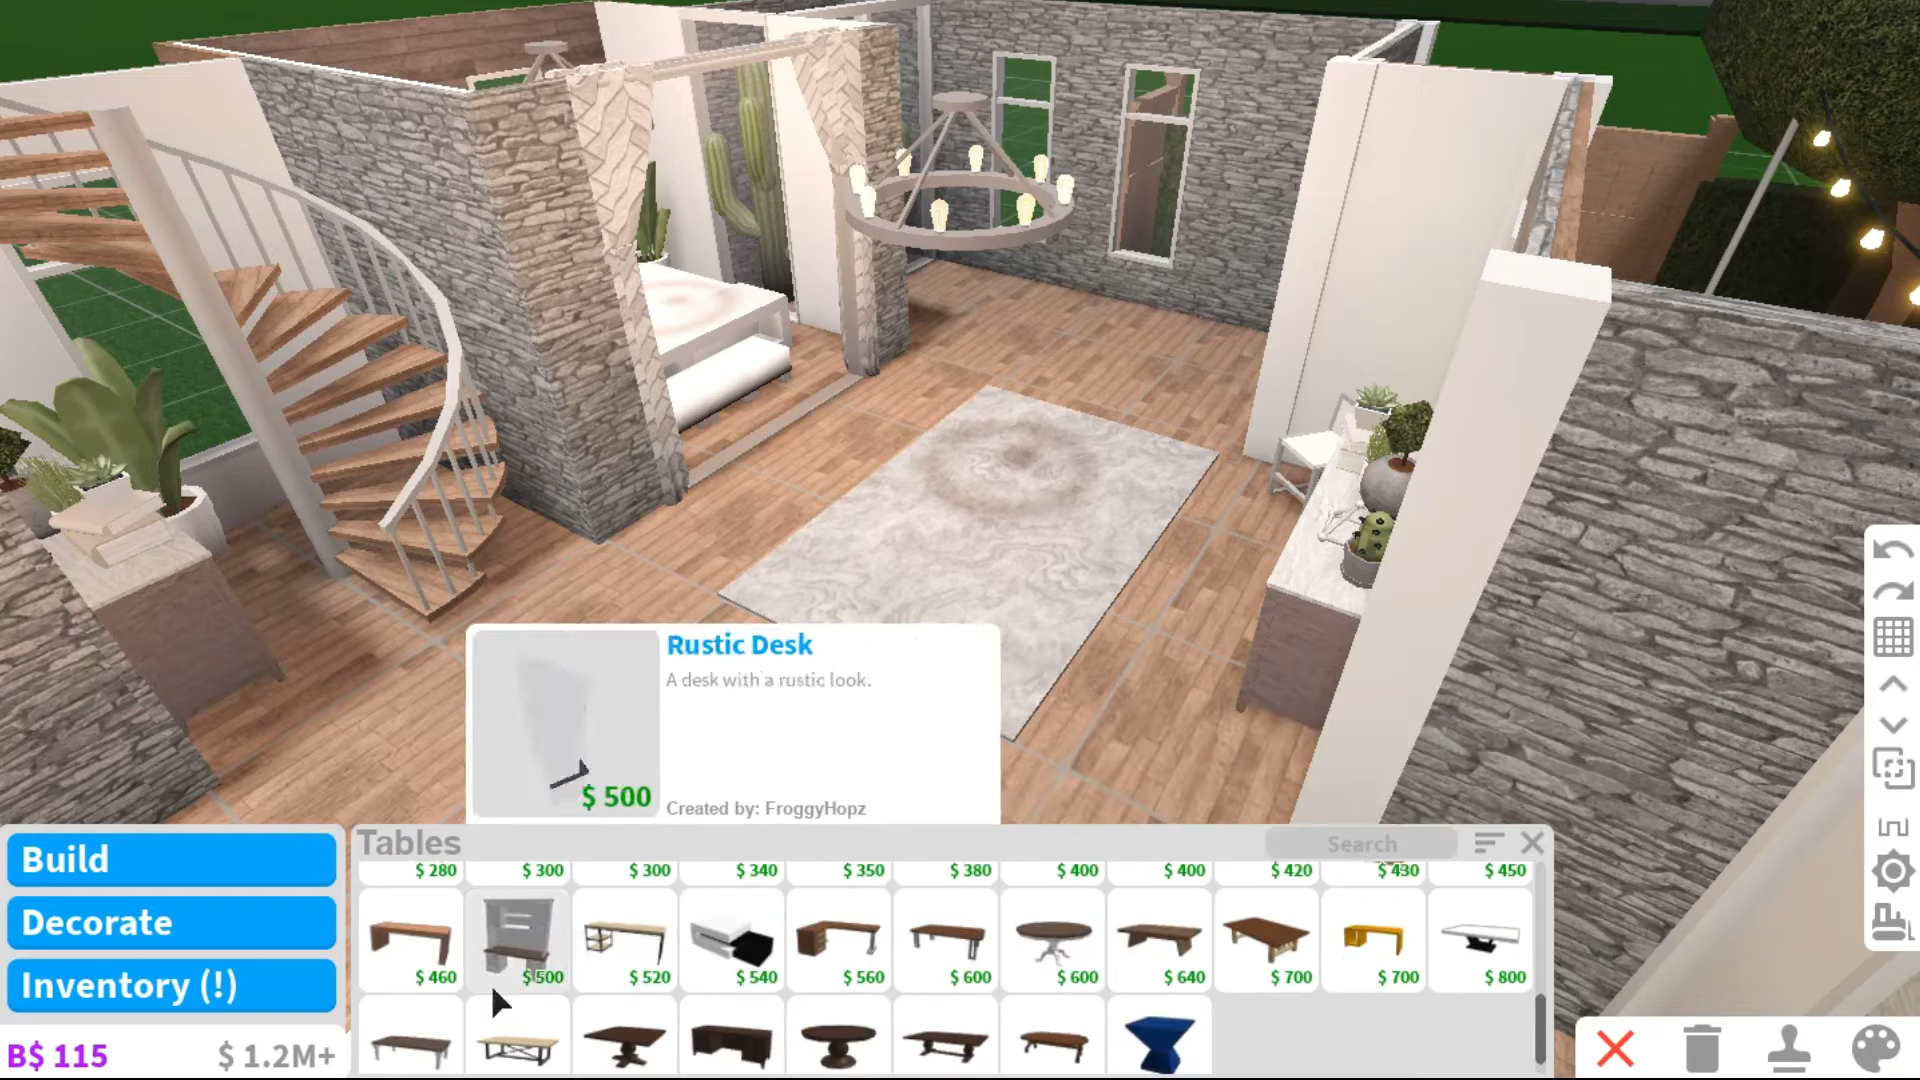 Rustic Desk
A desk with a rustic look.
$ 500
Created by: FroggyHopz
Build
Decorate
Inventory (!)
B$ 115
$ 1.2M+
Tables
Search
$ 280
$ 300
$ 300
$ 340
$ 350
$ 380
$ 400
$ 400
$ 420
$ 430
$ 450
$ 460
$ 500
$ 520
$ 540
$ 560
$ 600
$ 600
$ 640
$ 700
$ 700
$ 800